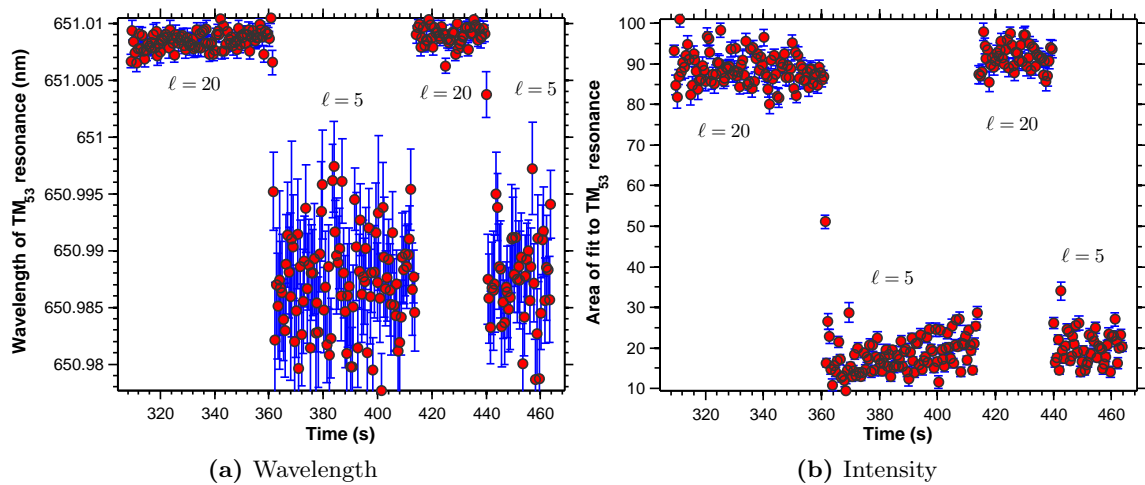 Wavelength of TM53 resonance (nm)
651.01
651.005
651
650.995
650.99
650.985
650.98
ℓ = 20
ℓ = 5
ℓ = 20
ℓ = 5
320 340 360 380 400 420 440 460
Time (s)
(a) Wavelength
Area of fit to TM53 resonance
100
90
80
70
60
50
40
30
20
10
ℓ = 20
ℓ = 20
ℓ = 5
ℓ = 5
320 340 360 380 400 420 440 460
Time (s)
(b) Intensity